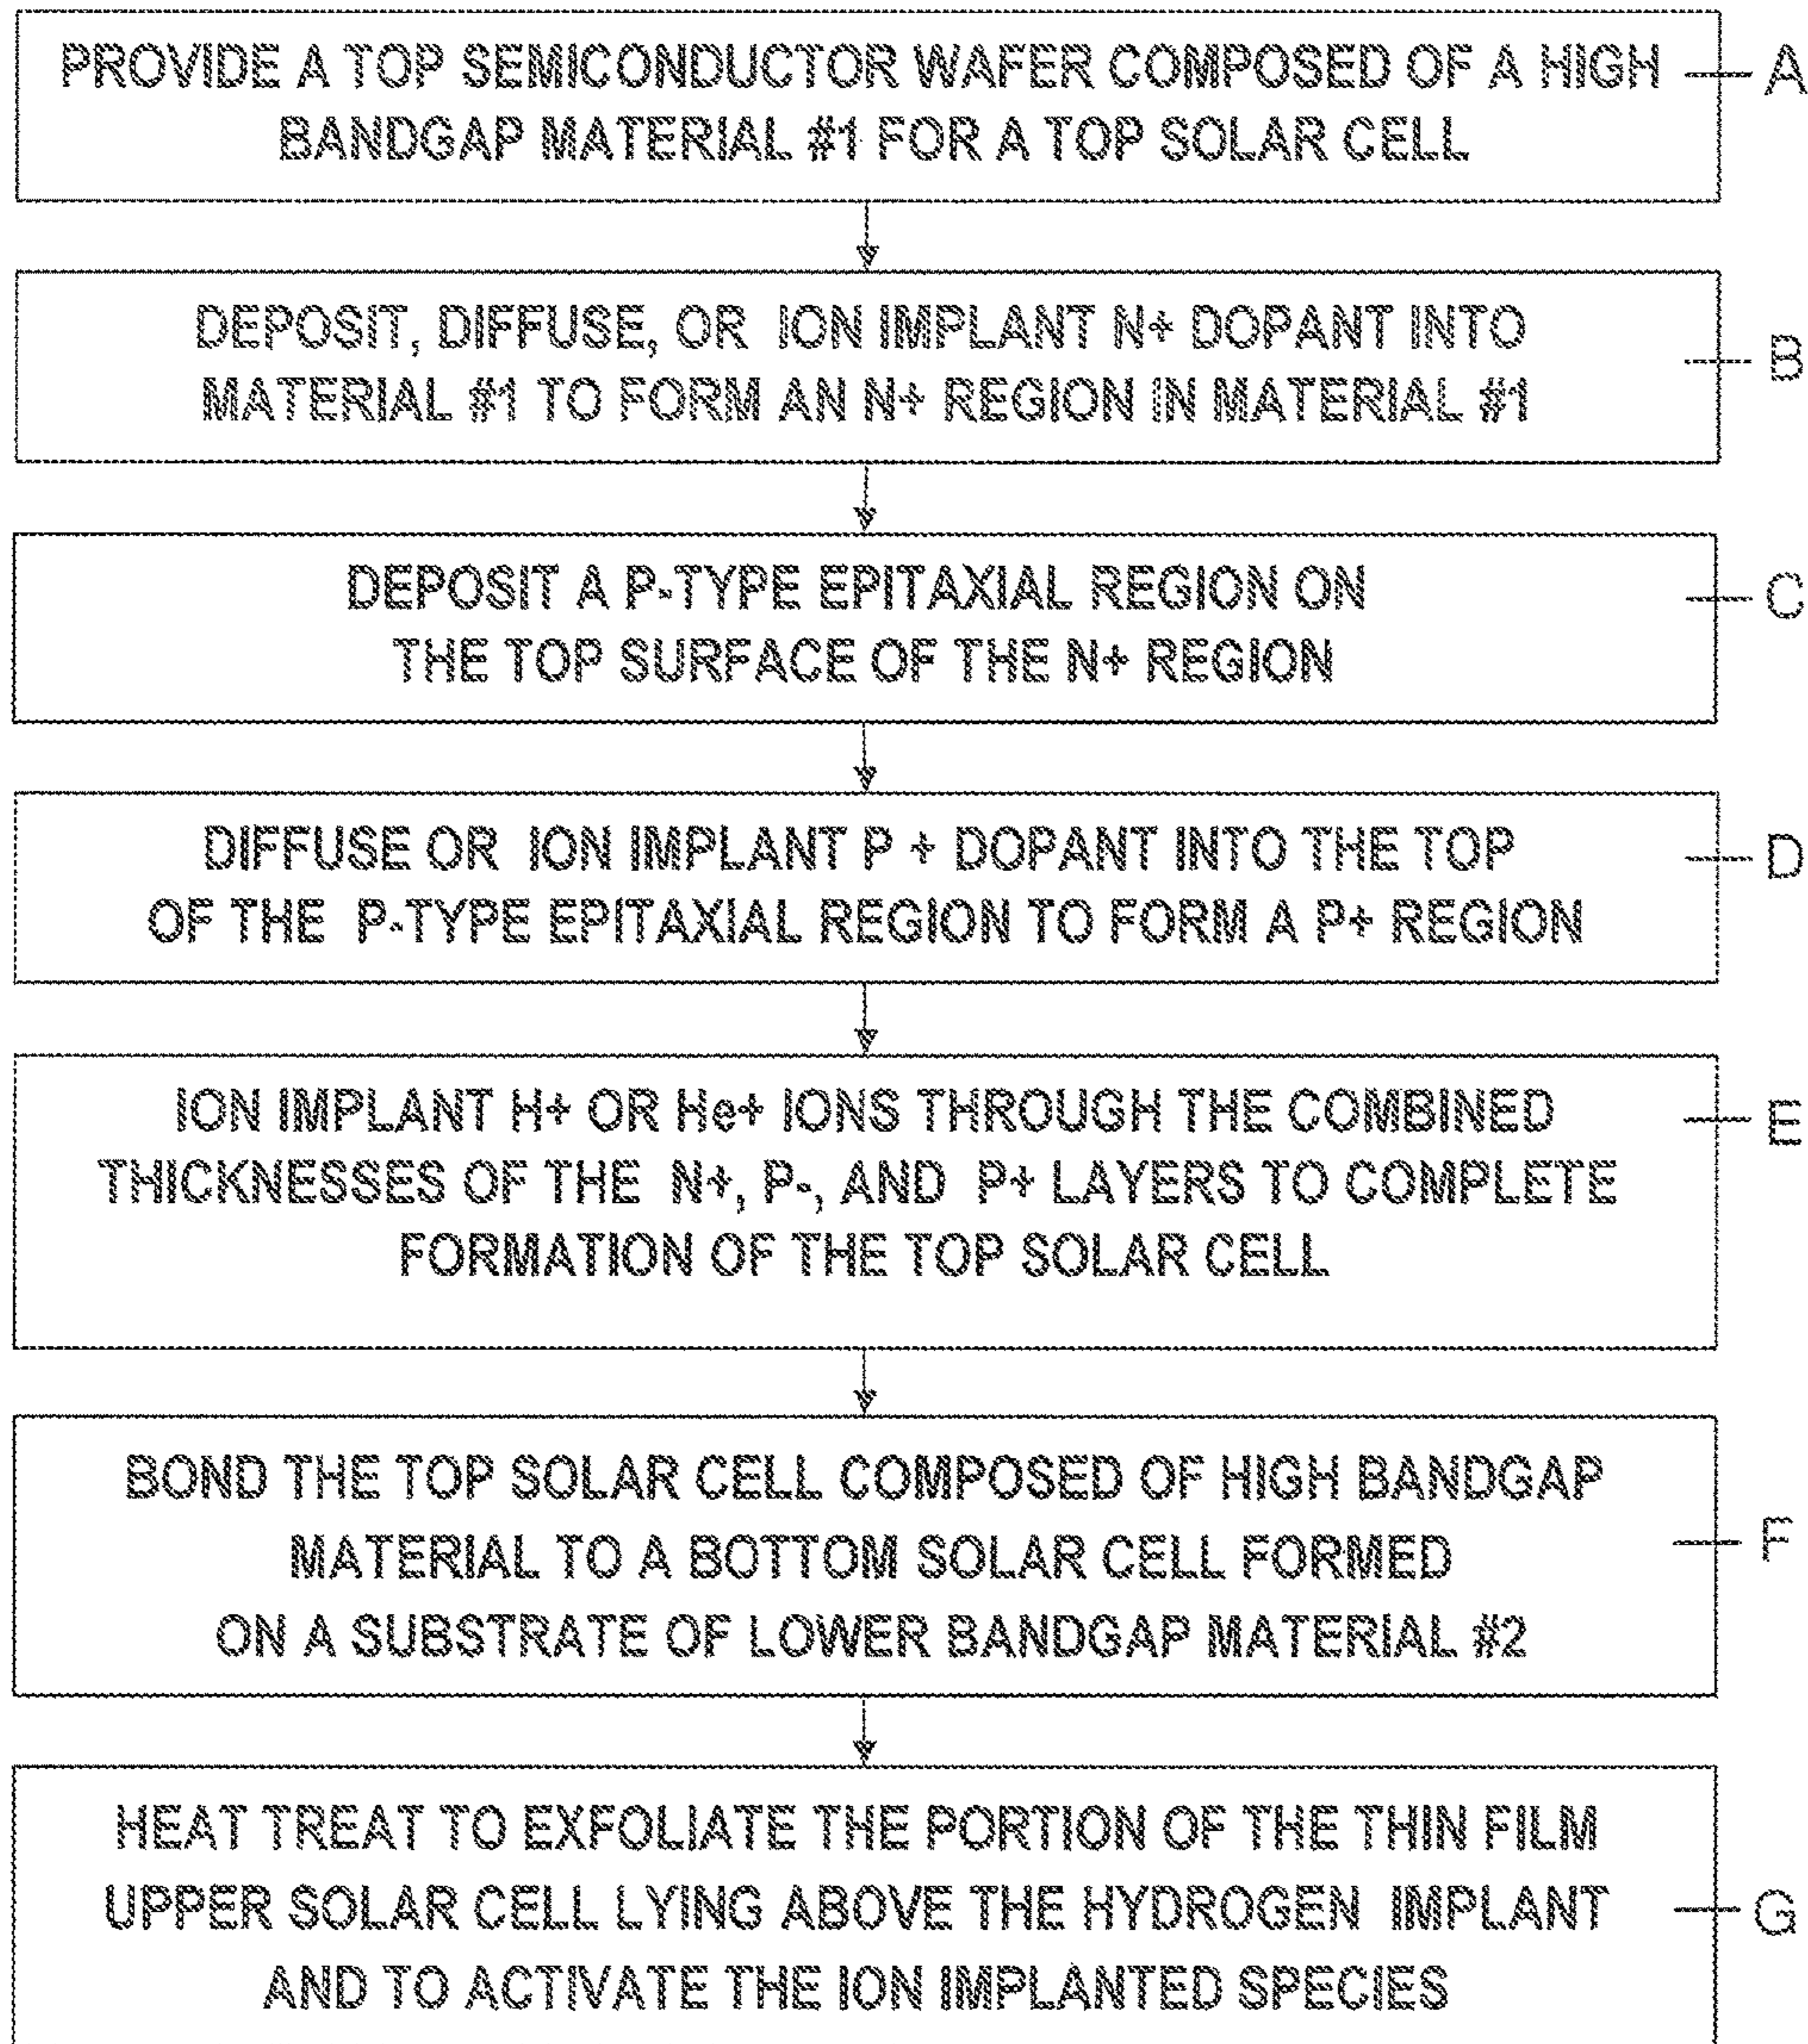 PROVIDE A TOP SEMICONDUCTOR WAFER COMPOSED OF A HIGH
BANDGAP MATERIAL #1 FOR A TOP SOLAR CELL
A
DEPOSIT, DIFFUSE, OR ION IMPLANT N+ DOPANT INTO
MATERIAL #1 TO FORM AN N+ REGION IN MATERIAL #1
B
DEPOSIT A P-TYPE EPITAXIAL REGION ON
THE TOP SURFACE OF THE N+ REGION
C
DIFFUSE OR ION IMPLANT P + DOPANT INTO THE TOP
OF THE P-TYPE EPITAXIAL REGION TO FORM A P+ REGION
D
ION IMPLANT H+ OR He+ IONS THROUGH THE COMBINED
THICKNESSES OF THE N+, P-, AND P+ LAYERS TO COMPLETE
FORMATION OF THE TOP SOLAR CELL
E
BOND THE TOP SOLAR CELL COMPOSED OF HIGH BANDGAP
MATERIAL TO A BOTTOM SOLAR CELL FORMED
ON A SUBSTRATE OF LOWER BANDGAP MATERIAL #2
F
HEAT TREAT TO EXFOLIATE THE PORTION OF THE THIN FILM
UPPER SOLAR CELL LYING ABOVE THE HYDROGEN IMPLANT
AND TO ACTIVATE THE ION IMPLANTED SPECIES
G